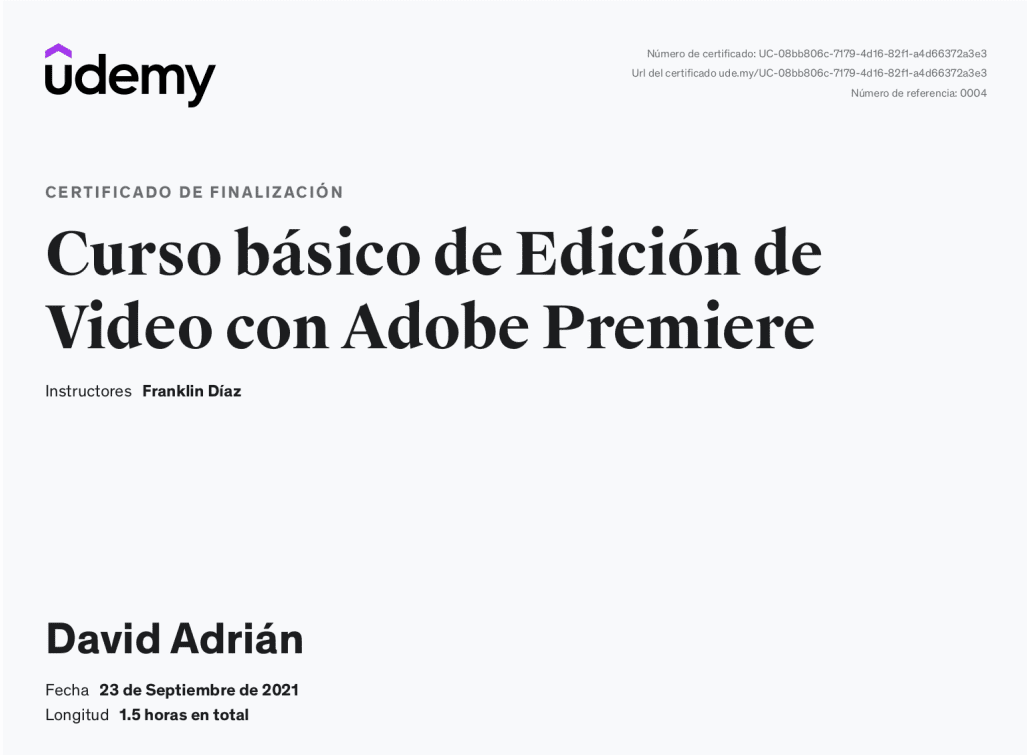 udemy
Número de certificado: UC-08bb806c-7179-4d16-82f1-a4d66372a3e3
Url del certificado ude.my/UC-08bb806c-7179-4d16-82f1-a4d66372a3e3
Número de referencia: 0004
CERTIFICADO DE FINALIZACIÓN
Curso básico de Edición de
Video con Adobe Premiere
Instructores Franklin Díaz
David Adrián
Fecha 23 de Septiembre de 2021
Longitud 1.5 horas en total